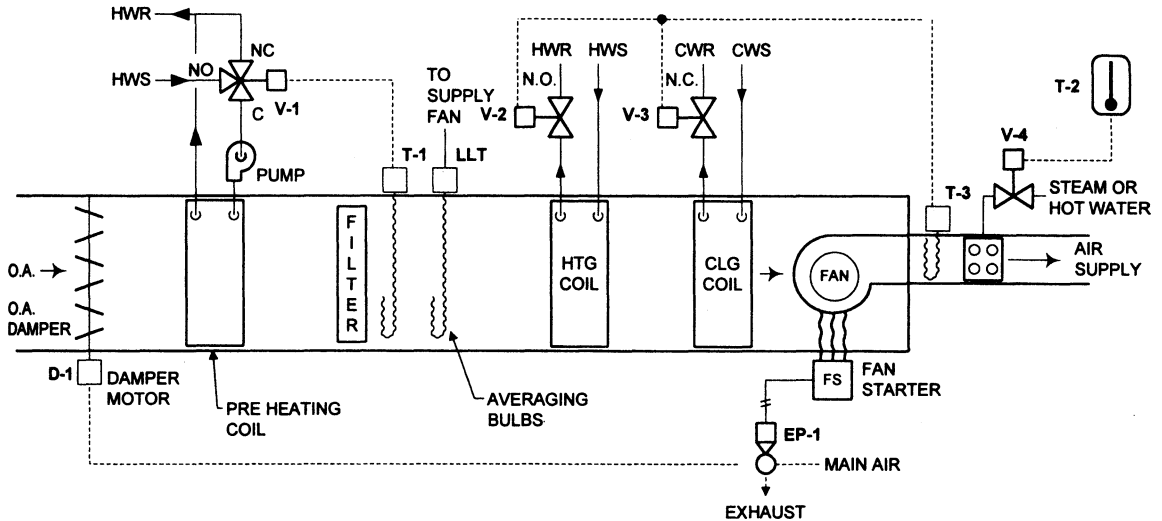 HWR
HWS
NO
NC
C
V-1
PUMP
T-1
TO
SUPPLY
FAN
LLT
HWR
HWS
N.O.
V-2
CWR
CWS
N.C.
V-3
T-2
V-4
STEAM OR
HOT WATER
T-3
AIR
SUPPLY
O.A.
O.A.
DAMPER
FILTER
HTG
COIL
CLG
COIL
FAN
D-1
DAMPER
MOTOR
PRE HEATING
COIL
AVERAGING
BULBS
FS
FAN
STARTER
EP-1
MAIN AIR
EXHAUST